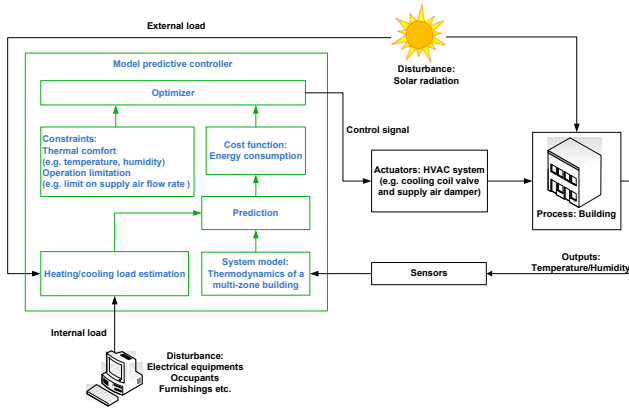 External load
Disturbance:
Solar radiation
Model predictive controller
Optimizer
Control signal
Constraints:
Thermal comfort
(e.g. temperature, humidity)
Operation limitation
(e.g. limit on supply air flow rate )
Cost function:
Energy consumption
Actuators: HVAC system
(e.g. cooling coil valve
and supply air damper)
Process: Building
Prediction
Heating/cooling load estimation
System model:
Thermodynamics of a
multi-zone building
Sensors
Outputs:
Temperature/Humidity
Internal load
Disturbance:
Electrical equipments
Occupants
Furnishings etc.